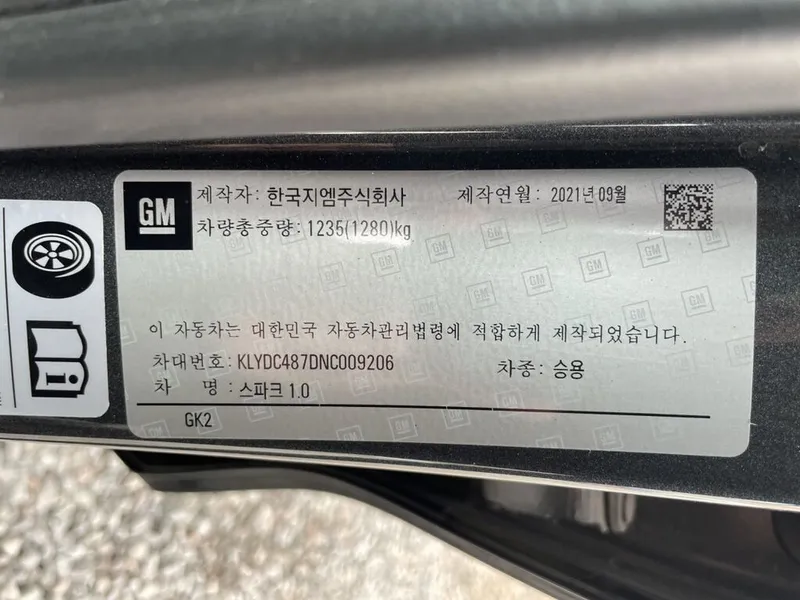 GM 제작자: 한국지엠주식회사 제작연월: 2021년 09월
차량총중량: 1235(1280)kg
이 자동차는 대한민국 자동차관리법령에 적합하게 제작되었습니다.
차대번호: KLYDC487DNC009206 차종: 승용
차 명 : 스파크 1.0
GK2